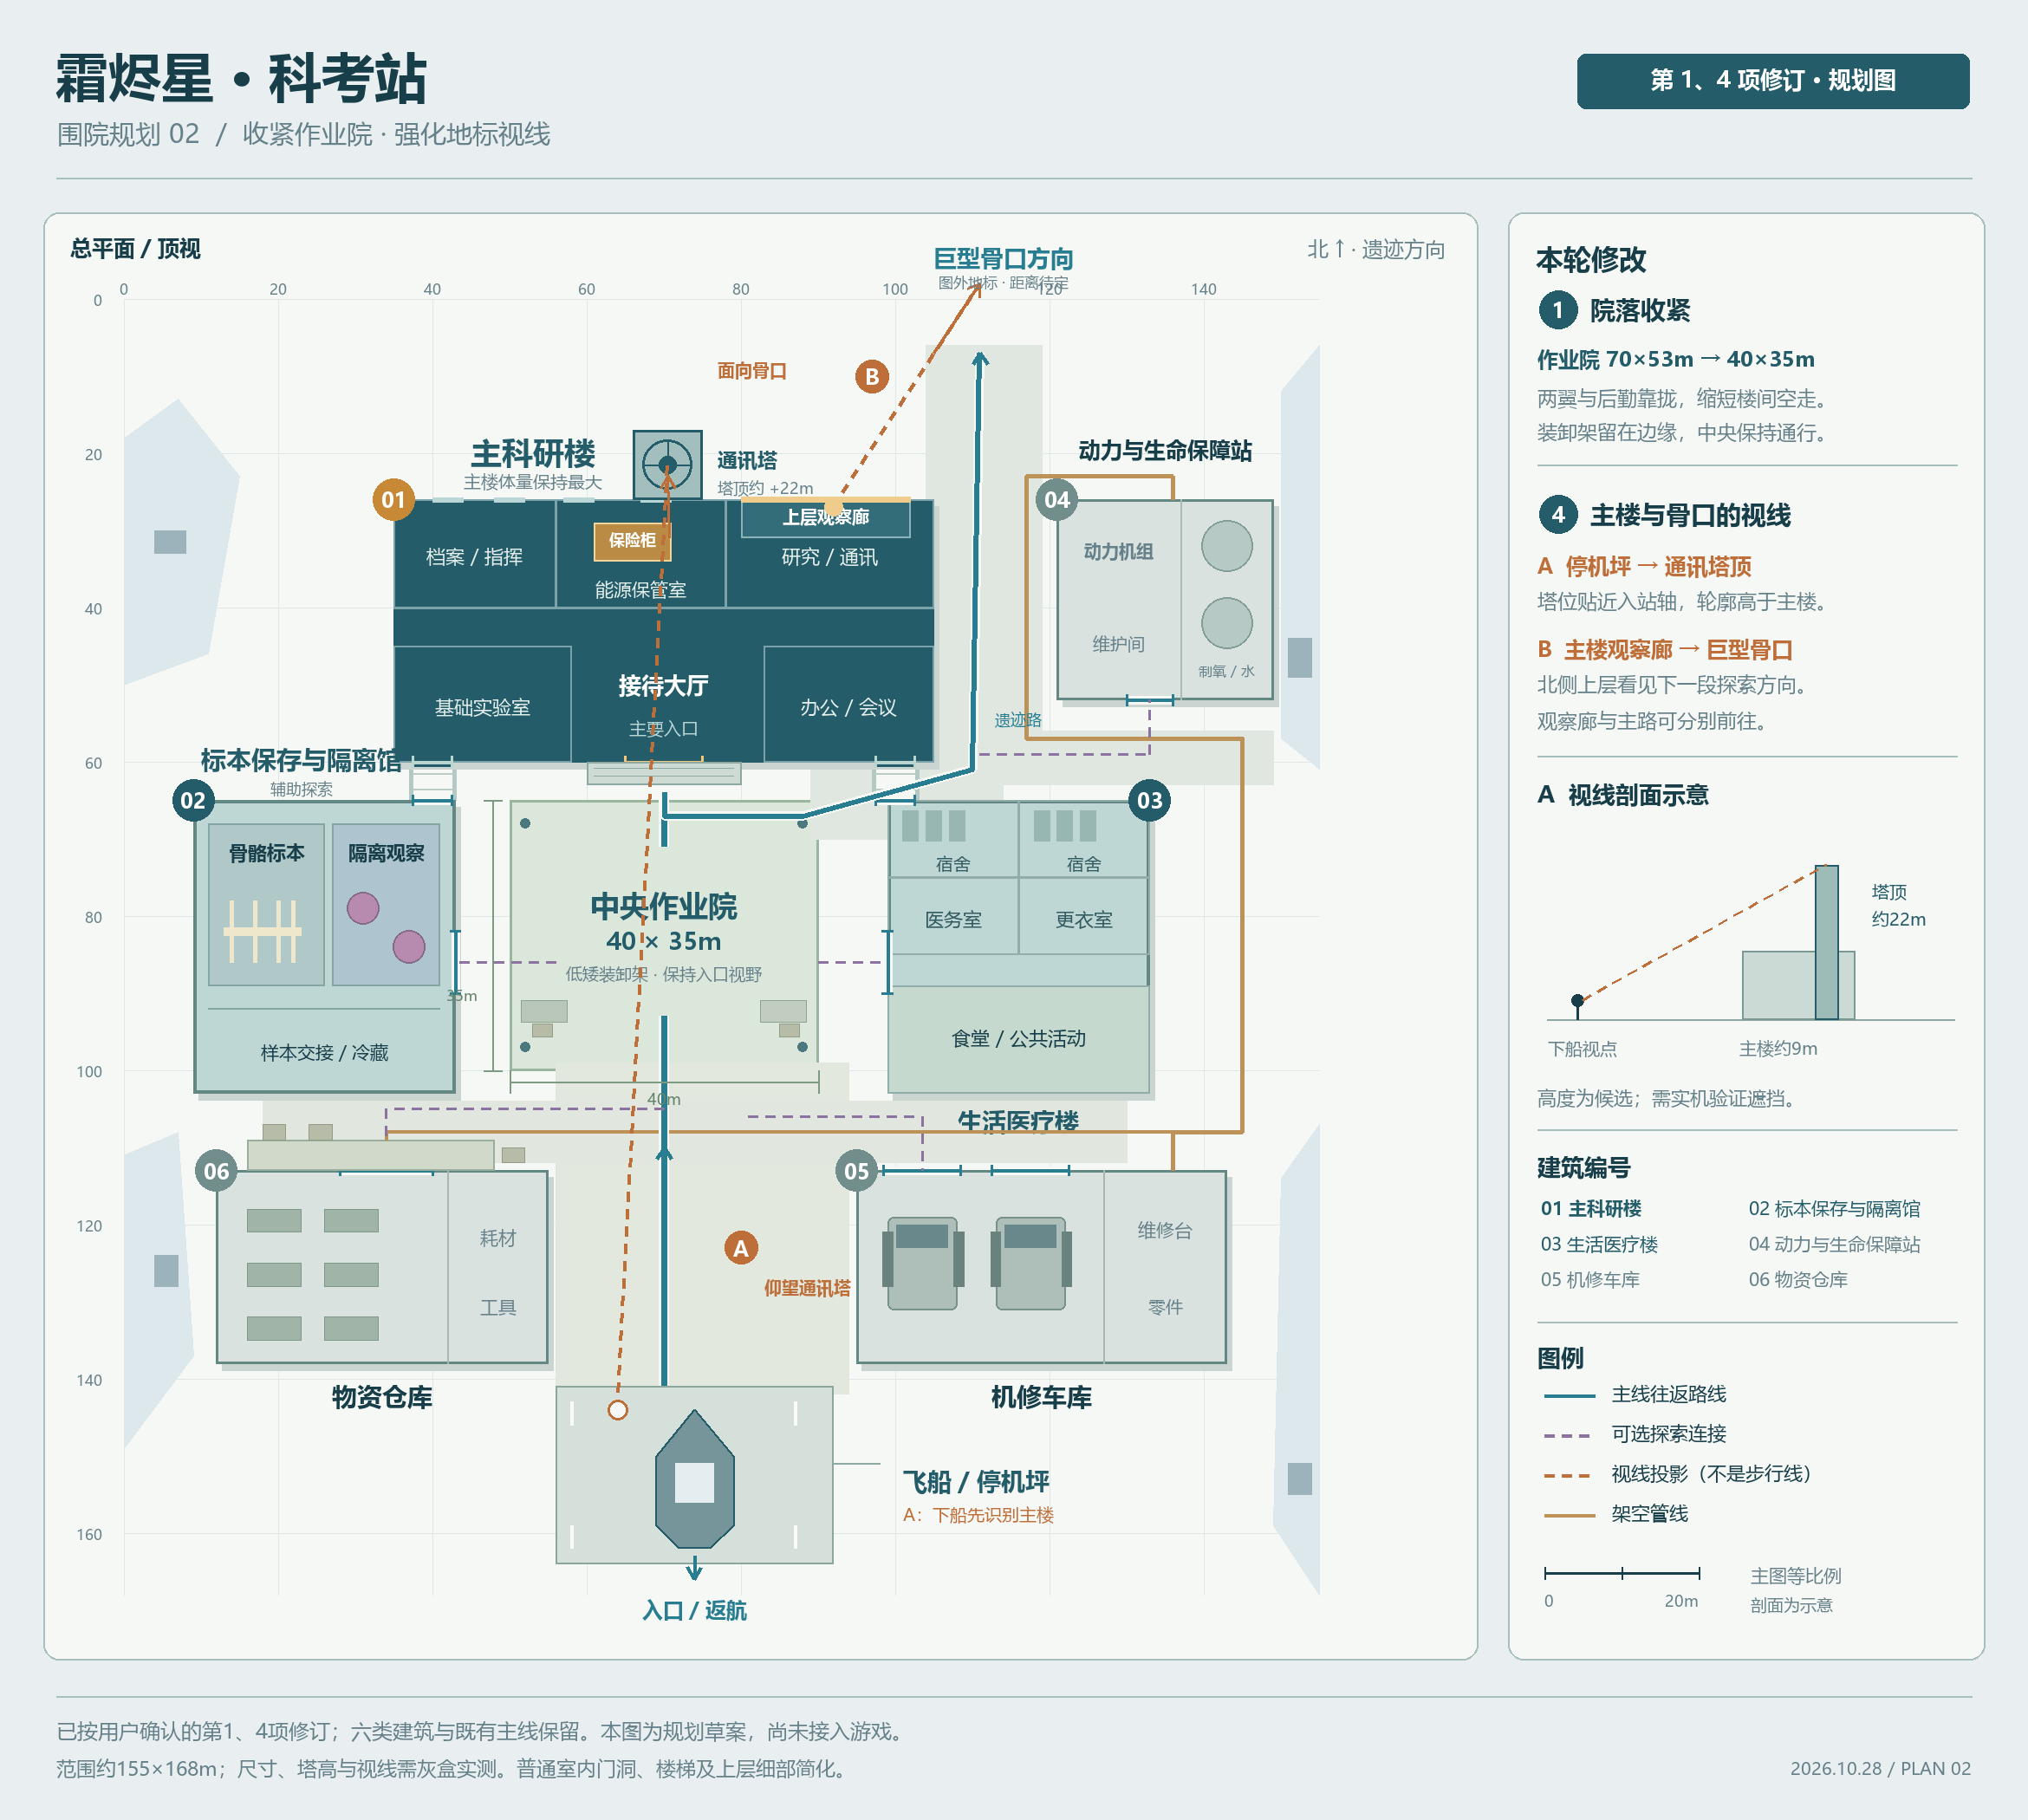 霜烬星・科考站
围院规划 02 / 收紧作业院 · 强化地标视线
第 1、4 项修订・规划图
总平面 / 顶视
北 ↑ · 遗迹方向
巨型骨口方向
图外地标 · 距离待定
0 20 40 60 80 100 120 140
0
20
40
60
80
100
120
140
160
面向骨口
B
主科研楼
主楼体量保持最大
通讯塔
塔顶约 +22m
01
上层观察廊
保险柜
档案 / 指挥
研究 / 通讯
能源保管室
接待大厅
主要入口
基础实验室
办公 / 会议
动力与生命保障站
04
动力机组
维护间
制氧 / 水
遗迹路
标本保存与隔离馆
辅助探索
02
骨骼标本
隔离观察
样本交接 / 冷藏
中央作业院
40 × 35m
低矮装卸架 · 保持入口视野
35m
40m
03
宿舍
宿舍
医务室
更衣室
食堂 / 公共活动
生活医疗楼
06
耗材
工具
物资仓库
A
仰望通讯塔
05
维修台
零件
机修车库
飞船 / 停机坪
A：下船先识别主楼
入口 / 返航
本轮修改
1 院落收紧
作业院 70×53m → 40×35m
两翼与后勤靠拢，缩短楼间空走。
装卸架留在边缘，中央保持通行。
4 主楼与骨口的视线
A 停机坪 → 通讯塔顶
塔位贴近入站轴，轮廓高于主楼。
B 主楼观察廊 → 巨型骨口
北侧上层看见下一段探索方向。
观察廊与主路可分别前往。
A 视线剖面示意
塔顶
约22m
下船视点
主楼约9m
高度为候选；需实机验证遮挡。
建筑编号
01 主科研楼
02 标本保存与隔离馆
03 生活医疗楼
04 动力与生命保障站
05 机修车库
06 物资仓库
图例
主线往返路线
可选探索连接
视线投影（不是步行线）
架空管线
0 20m
主图等比例
剖面为示意
已按用户确认的第1、4项修订；六类建筑与既有主线保留。本图为规划草案，尚未接入游戏。
范围约155×168m；尺寸、塔高与视线需灰盒实测。普通室内门洞、楼梯及上层细部简化。
2026.10.28 / PLAN 02